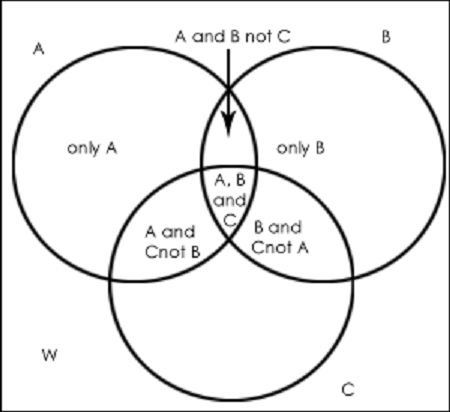 A and B not C
A
B
only A
only B
A, B
and
C
A and
Cnot B
B and
Cnot A
W
C